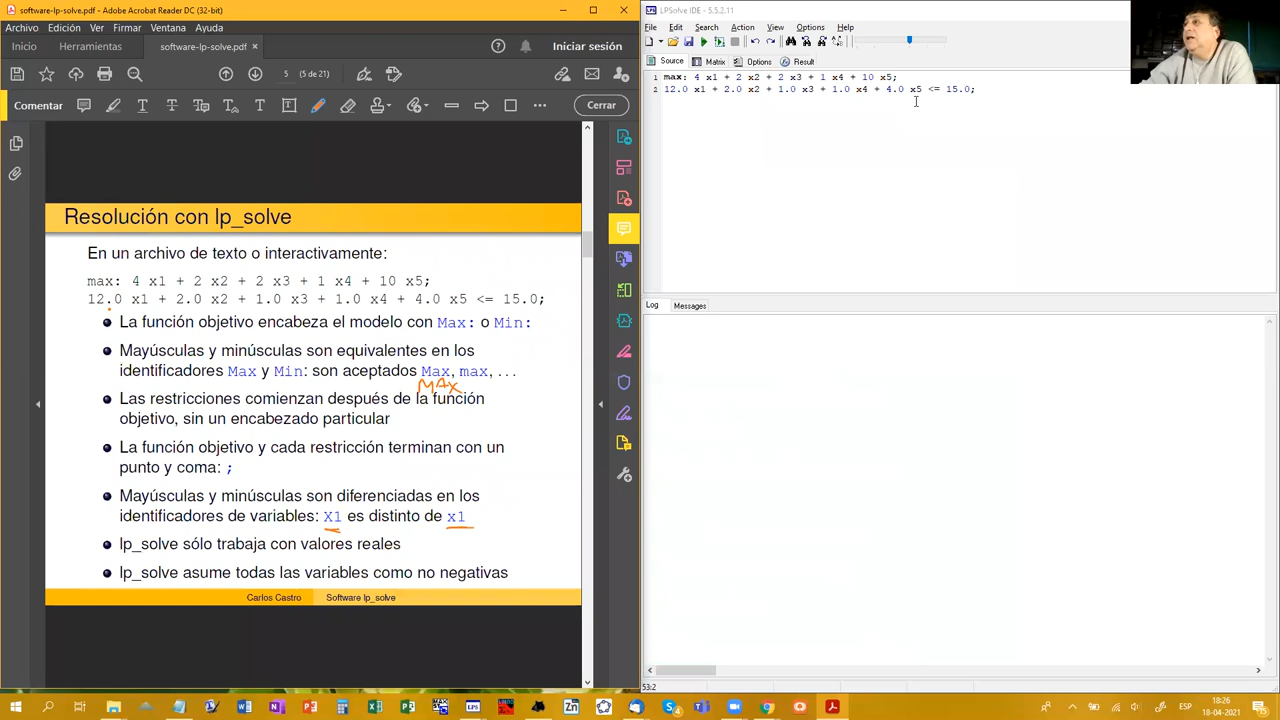 software-lp-solve.pdf - Adobe Acrobat Reader DC (32-bit)
Archivo Edición Ver Firmar Ventana Ayuda
Inicio Herramientas software-lp-solve.pdf × Iniciar sesión
5 (5 de 21)
Comentar Cerrar
Resolución con lp_solve
En un archivo de texto o interactivamente:
max: 4 x1 + 2 x2 + 2 x3 + 1 x4 + 10 x5;
12.0 x1 + 2.0 x2 + 1.0 x3 + 1.0 x4 + 4.0 x5 <= 15.0;
La función objetivo encabeza el modelo con Max: o Min:
Mayúsculas y minúsculas son equivalentes en los
identificadores Max y Min: son aceptados Max, max, ...
MAX
Las restricciones comienzan después de la función
objetivo, sin un encabezado particular
La función objetivo y cada restricción terminan con un
punto y coma: ;
Mayúsculas y minúsculas son diferenciadas en los
identificadores de variables: X1 es distinto de x1
lp_solve sólo trabaja con valores reales
lp_solve asume todas las variables como no negativas
Carlos Castro Software lp_solve
LPSolve IDE - 5.5.2.11
File Edit Search Action View Options Help
Source Matrix Options Result
1 max: 4 x1 + 2 x2 + 2 x3 + 1 x4 + 10 x5;
2 12.0 x1 + 2.0 x2 + 1.0 x3 + 1.0 x4 + 4.0 x5 <= 15.0;
Log Messages
53:2
18:26
18-04-2021